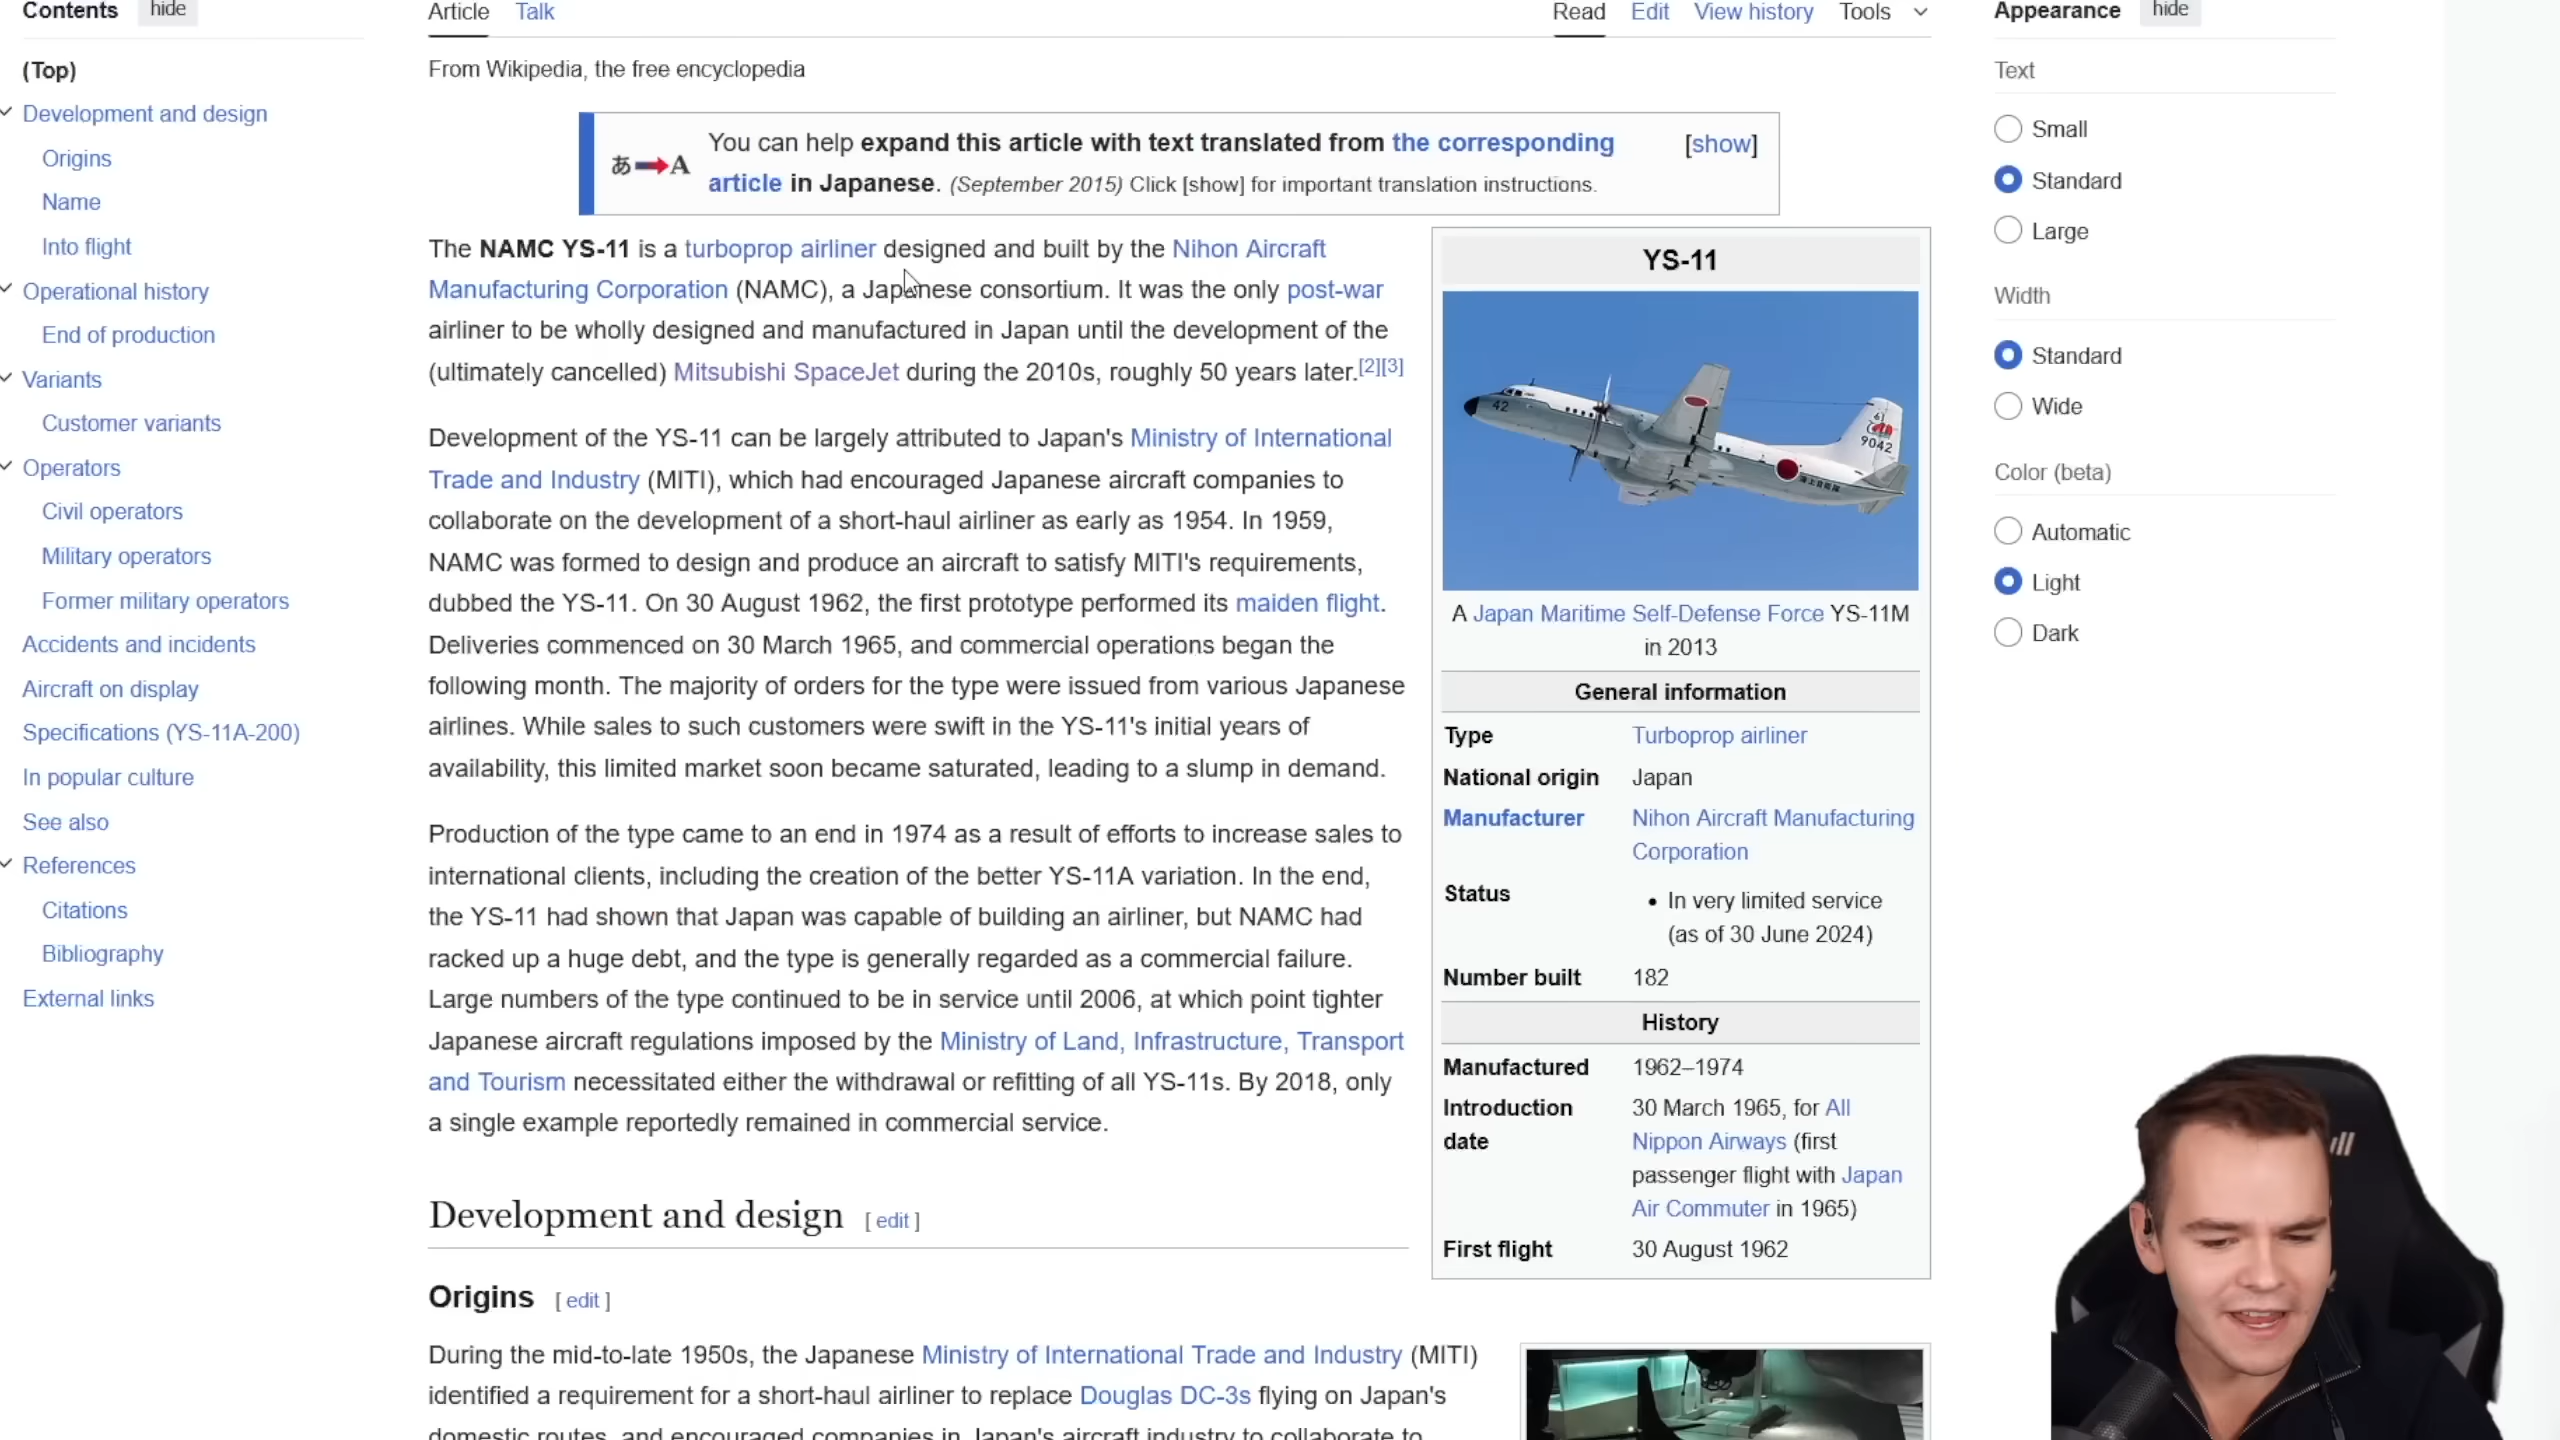 Contents hide
(Top)
Development and design
Origins
Name
Into flight
Operational history
End of production
Variants
Customer variants
Operators
Civil operators
Military operators
Former military operators
Accidents and incidents
Aircraft on display
Specifications (YS-11A-200)
In popular culture
See also
References
Citations
Bibliography
External links
Article Talk
Read Edit View history Tools
From Wikipedia, the free encyclopedia
あ A
You can help expand this article with text translated from the corresponding [show]
article in Japanese. (September 2015) Click [show] for important translation instructions.
The NAMC YS-11 is a turboprop airliner designed and built by the Nihon Aircraft
Manufacturing Corporation (NAMC), a Japanese consortium. It was the only post-war
airliner to be wholly designed and manufactured in Japan until the development of the
(ultimately cancelled) Mitsubishi SpaceJet during the 2010s, roughly 50 years later.[2][3]
Development of the YS-11 can be largely attributed to Japan's Ministry of International
Trade and Industry (MITI), which had encouraged Japanese aircraft companies to
collaborate on the development of a short-haul airliner as early as 1954. In 1959,
NAMC was formed to design and produce an aircraft to satisfy MITI's requirements,
dubbed the YS-11. On 30 August 1962, the first prototype performed its maiden flight.
Deliveries commenced on 30 March 1965, and commercial operations began the
following month. The majority of orders for the type were issued from various Japanese
airlines. While sales to such customers were swift in the YS-11's initial years of
availability, this limited market soon became saturated, leading to a slump in demand.
Production of the type came to an end in 1974 as a result of efforts to increase sales to
international clients, including the creation of the better YS-11A variation. In the end,
the YS-11 had shown that Japan was capable of building an airliner, but NAMC had
racked up a huge debt, and the type is generally regarded as a commercial failure.
Large numbers of the type continued to be in service until 2006, at which point tighter
Japanese aircraft regulations imposed by the Ministry of Land, Infrastructure, Transport
and Tourism necessitated either the withdrawal or refitting of all YS-11s. By 2018, only
a single example reportedly remained in commercial service.
Development and design [ edit ]
Origins [ edit ]
During the mid-to-late 1950s, the Japanese Ministry of International Trade and Industry (MITI)
identified a requirement for a short-haul airliner to replace Douglas DC-3s flying on Japan's
domestic routes, and encouraged companies in Japan's aircraft industry to collaborate to
YS-11
42
61
9042
海上自衛隊
A Japan Maritime Self-Defense Force YS-11M
in 2013
General information
Type Turboprop airliner
National origin Japan
Manufacturer Nihon Aircraft Manufacturing
Corporation
Status • In very limited service
(as of 30 June 2024)
Number built 182
History
Manufactured 1962–1974
Introduction 30 March 1965, for All
date Nippon Airways (first
passenger flight with Japan
Air Commuter in 1965)
First flight 30 August 1962
Appearance hide
Text
Small
Standard
Large
Width
Standard
Wide
Color (beta)
Automatic
Light
Dark